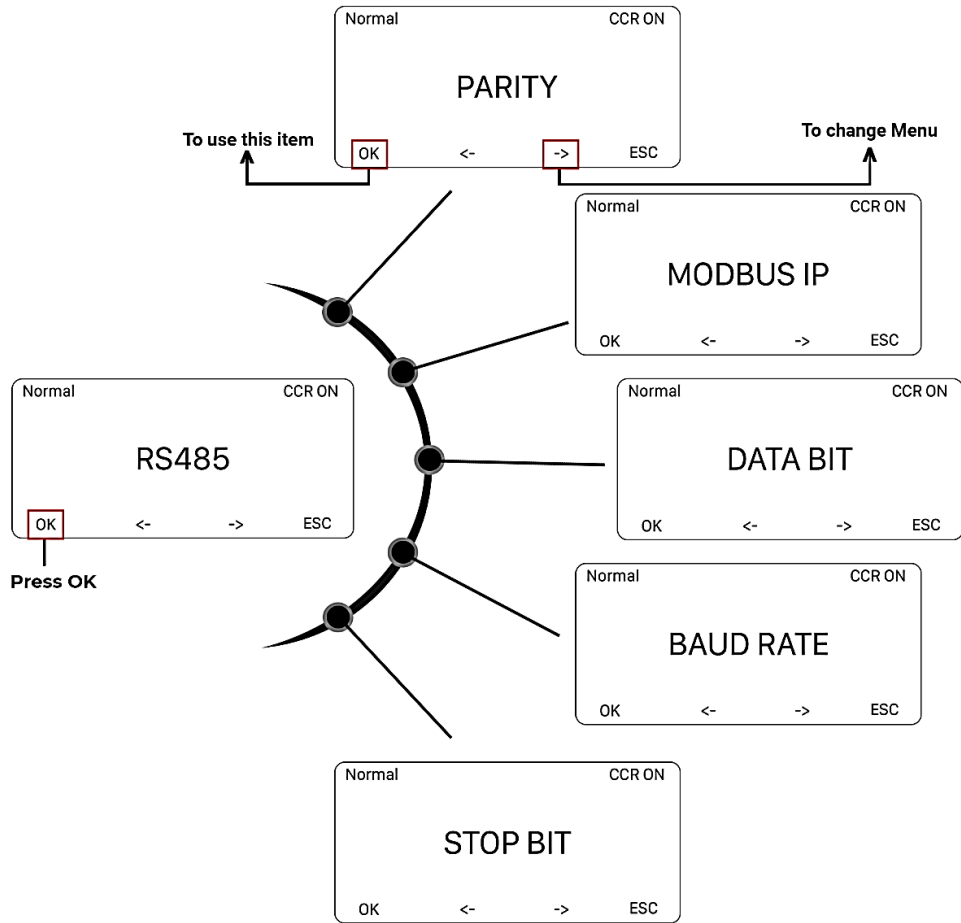 Normal CCR ON
PARITY
OK <- -> ESC
To use this item
To change Menu
Normal CCR ON
MODBUS IP
OK <- -> ESC
Normal CCR ON
RS485
OK <- -> ESC
Press OK
Normal CCR ON
DATA BIT
OK <- -> ESC
Normal CCR ON
BAUD RATE
OK <- -> ESC
Normal CCR ON
STOP BIT
OK <- -> ESC